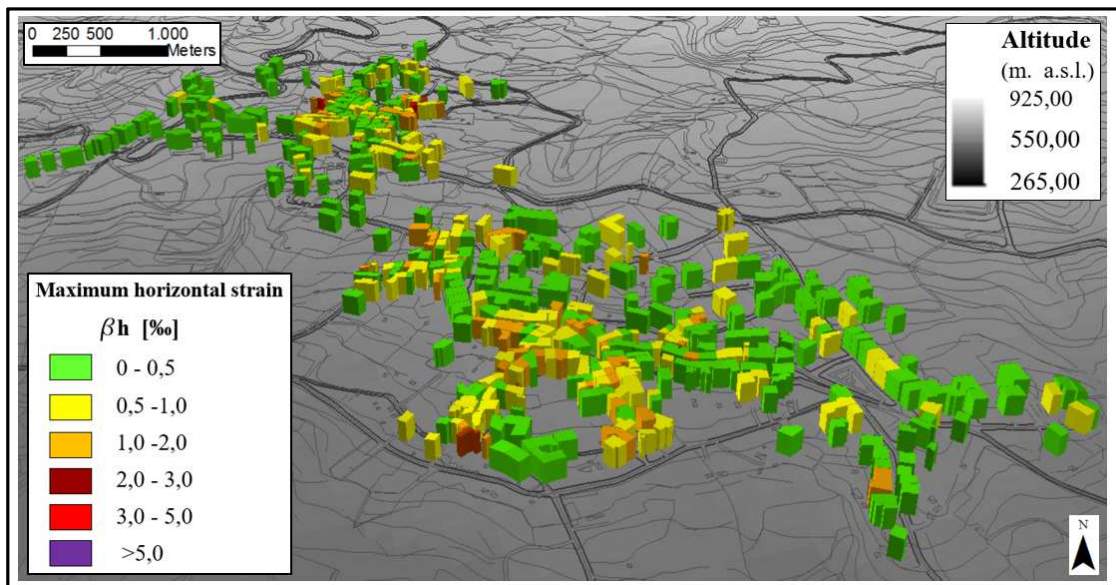 0 250 500 1.000
Meters
Altitude
(m. a.s.l.)
925,00
550,00
265,00
Maximum horizontal strain
βh [‰]
0 - 0,5
0,5 -1,0
1,0 -2,0
2,0 - 3,0
3,0 - 5,0
>5,0
N